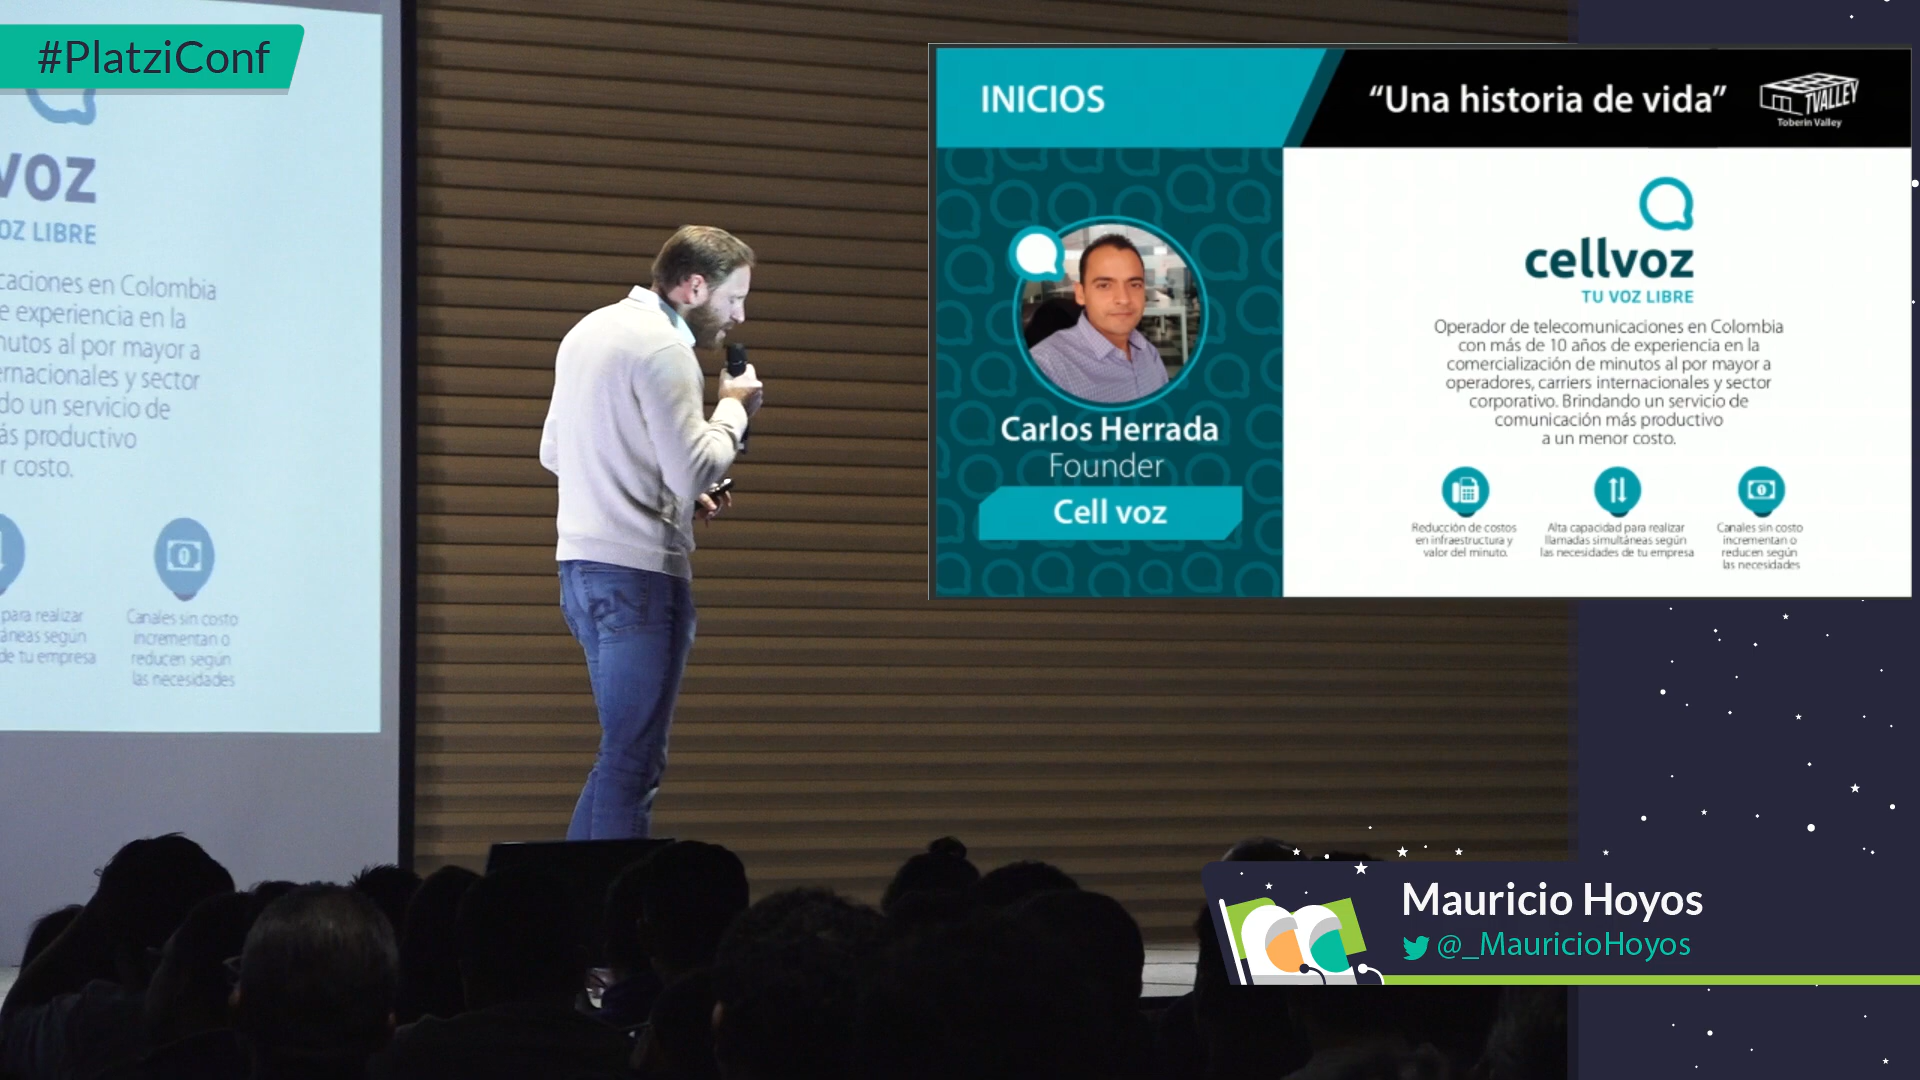 #PlatziConf
voz
OZ LIBRE
caciones en Colombia
e experiencia en la
nutos al por mayor a
ernacionales y sector
do un servicio de
ás productivo
r costo.
para realizar
áneas según
de tu empresa
Canales sin costo
incrementan o
reducen según
las necesidades
INICIOS
“Una historia de vida”
TVALLEY
Toberin Valley
Carlos Herrada
Founder
Cell voz
cellvoz
TU VOZ LIBRE
Operador de telecomunicaciones en Colombia
con más de 10 años de experiencia en la
comercialización de minutos al por mayor a
operadores, carriers internacionales y sector
corporativo. Brindando un servicio de
comunicación más productivo
a un menor costo.
Reducción de costos
en infraestructura y
valor del minuto.
Alta capacidad para realizar
llamadas simultáneas según
las necesidades de tu empresa
Canales sin costo
incrementan o
reducen según
las necesidades
Mauricio Hoyos
@_MauricioHoyos